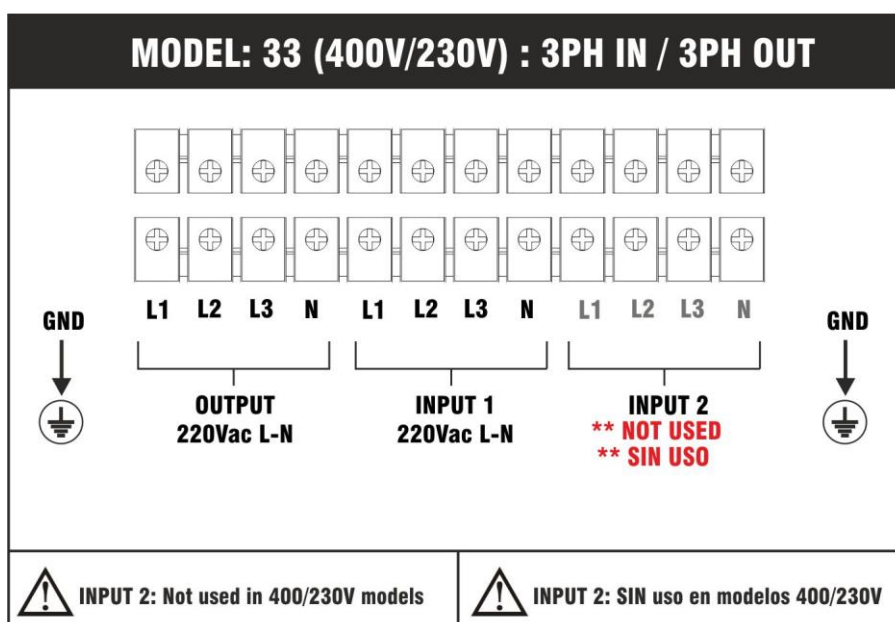 MODEL: 33 (400V/230V) : 3PH IN / 3PH OUT
L1 L2 L3 N L1 L2 L3 N L1 L2 L3 N
GND GND
OUTPUT INPUT 1 INPUT 2
220Vac L-N 220Vac L-N ** NOT USED
** SIN USO
INPUT 2: Not used in 400/230V models
INPUT 2: SIN uso en modelos 400/230V